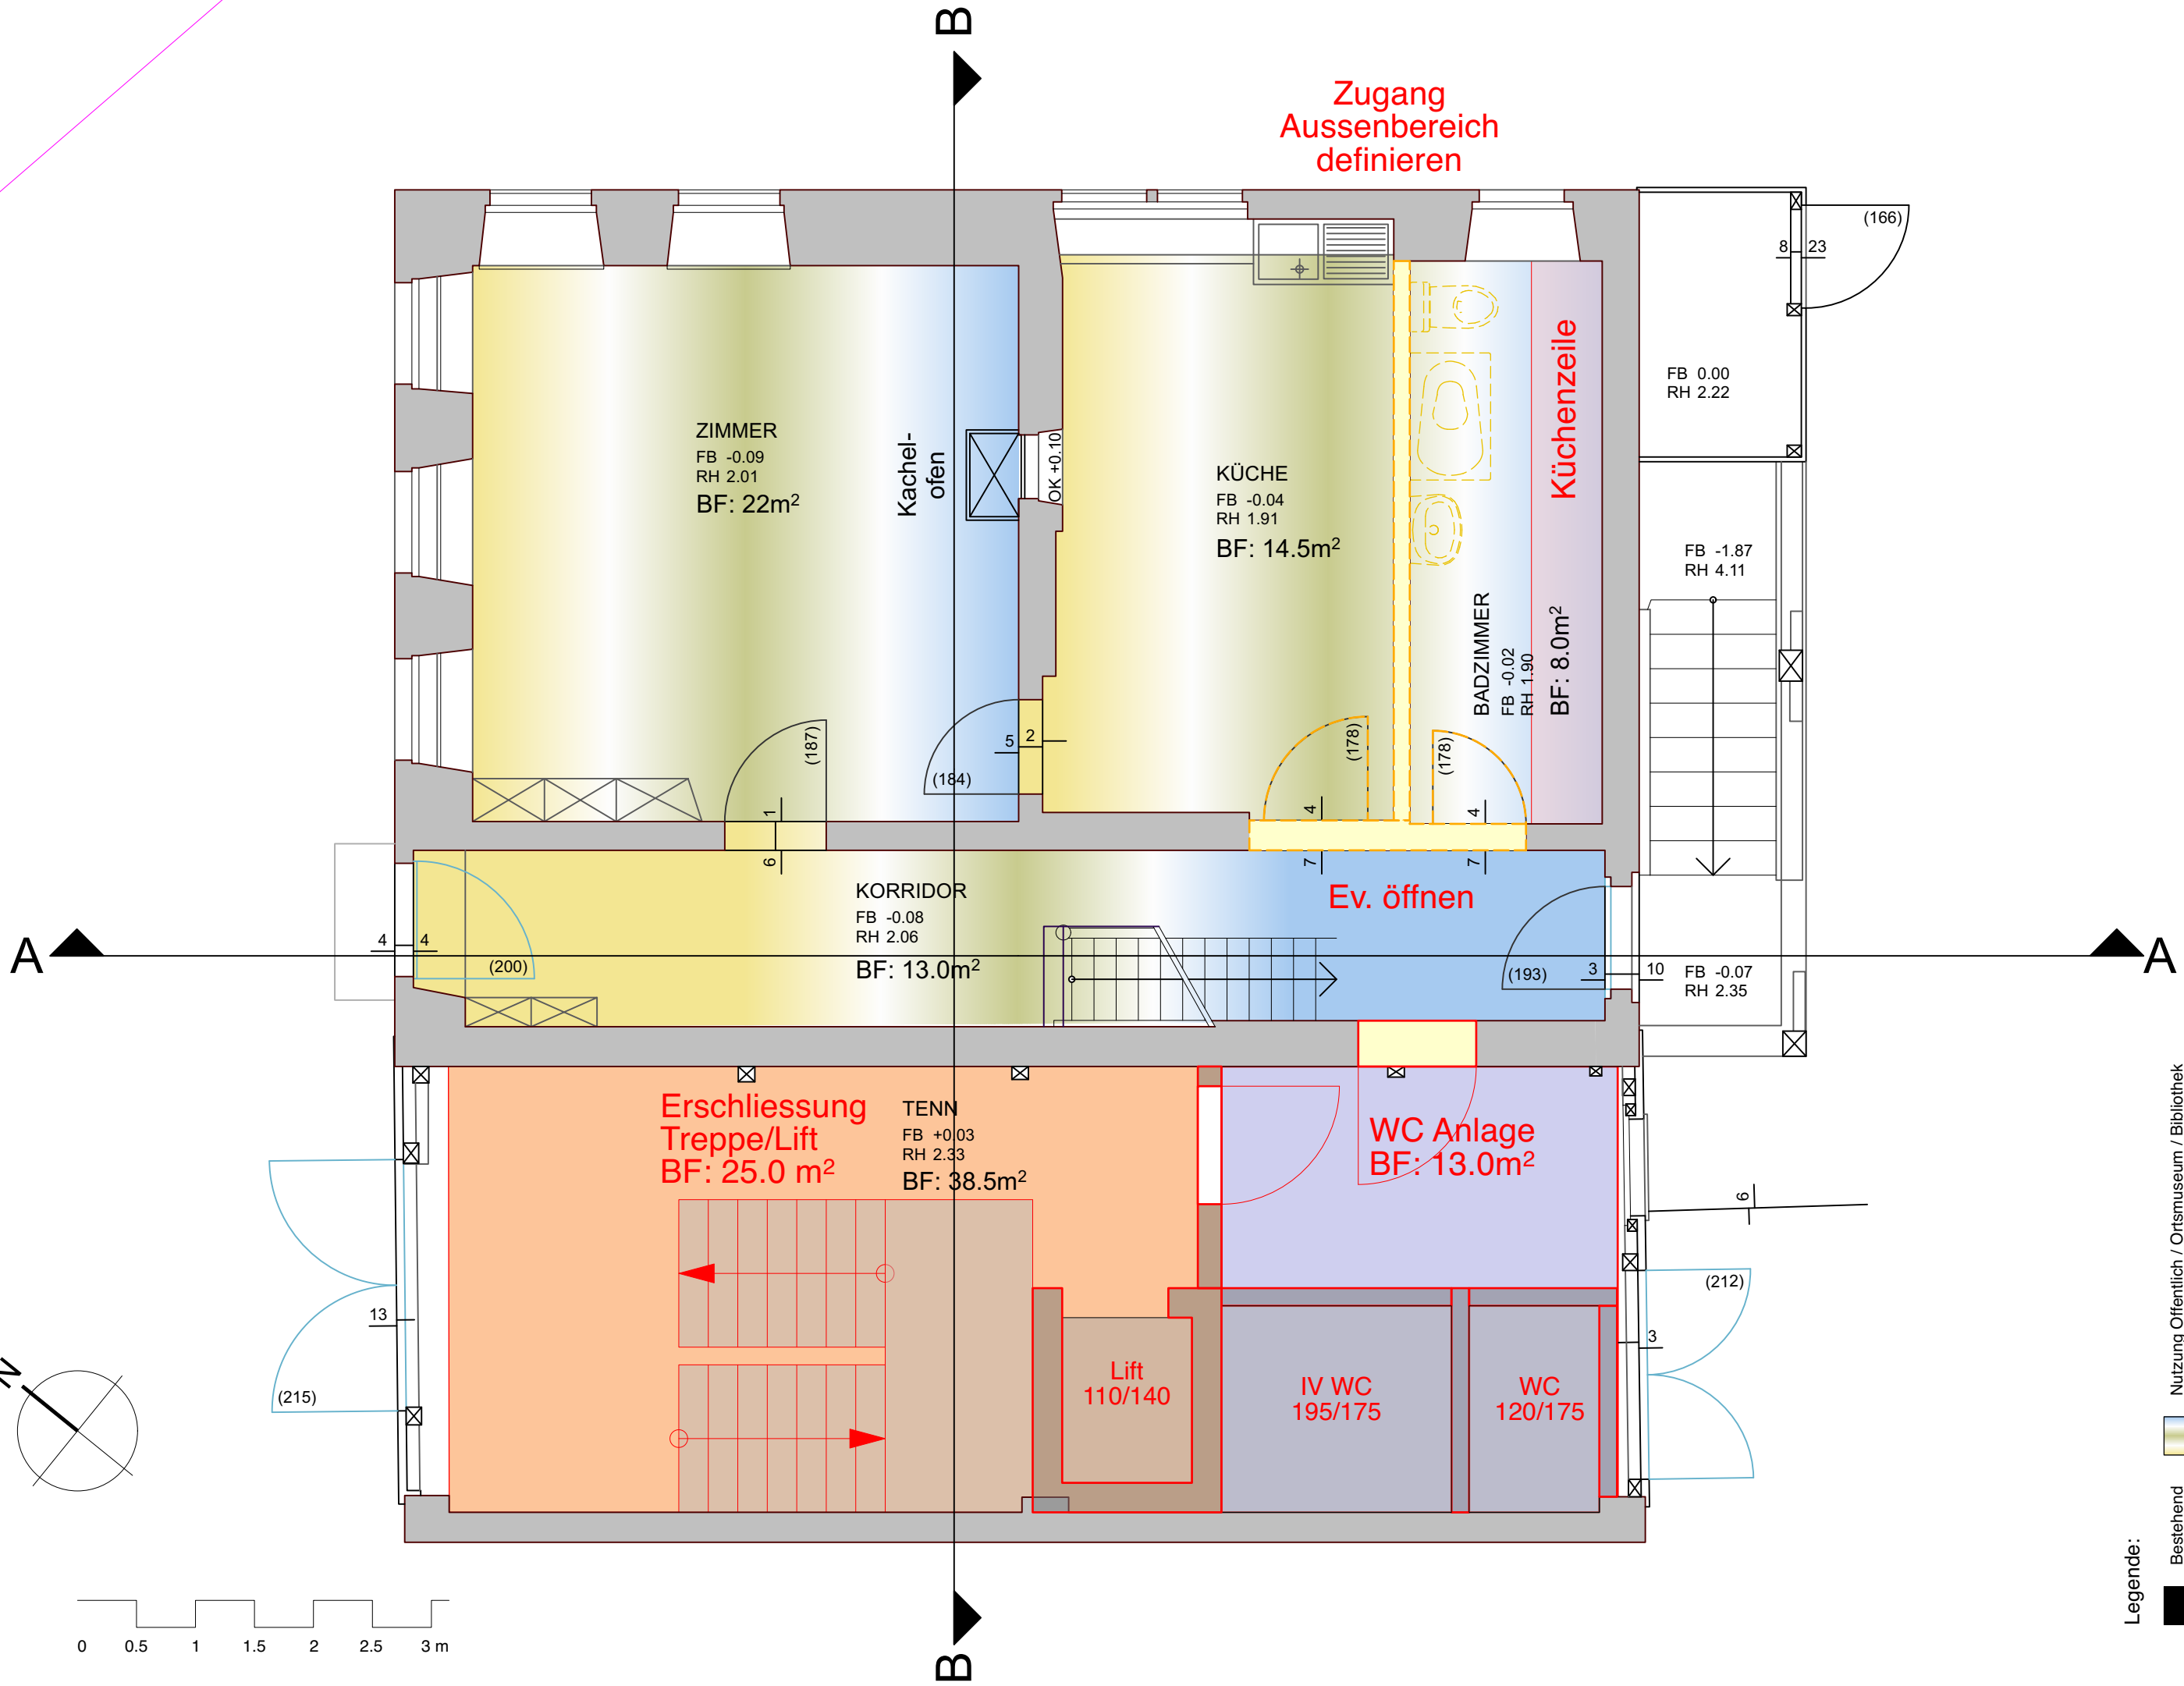 B
Zugang
Aussenbereich
definieren
(166)
8 23
FB 0.00
RH 2.22
ZIMMER
FB -0.09
RH 2.01
BF: 22m²
Kachel-
ofen
OK +0.10
KÜCHE
FB -0.04
RH 1.91
BF: 14.5m²
Küchenzeile
BADZIMMER
FB -0.02
RH 1.90
BF: 8.0m²
FB -1.87
RH 4.11
(187)
(184)
5 2
(178)
(178)
1
6
4
7
4
7
KORRIDOR
FB -0.08
RH 2.06
BF: 13.0m²
Ev. öffnen
A
4 4
(200)
(193)
3 10
FB -0.07
RH 2.35
A
Erschliessung
Treppe/Lift
BF: 25.0 m²
TENN
FB +0.03
RH 2.33
BF: 38.5m²
WC Anlage
BF: 13.0m²
6
(212)
13
3
(215)
N
Lift
110/140
IV WC
195/175
WC
120/175
0 0.5 1 1.5 2 2.5 3 m
B
Legende:
Bestehend
Nutzung Öffentlich / Ortsmuseum / Bibliothek